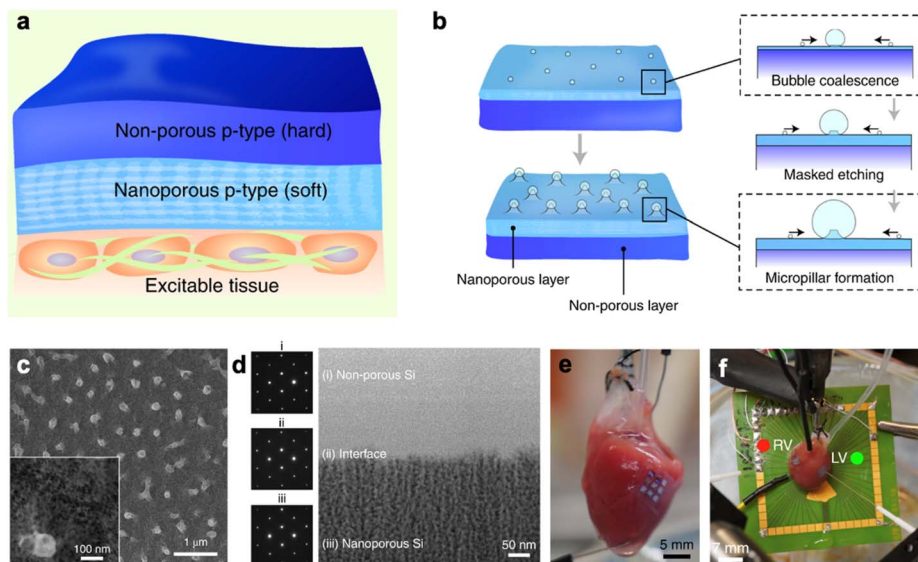 a
Non-porous p-type (hard)
Nanoporous p-type (soft)
Excitable tissue
b
Bubble coalescence
Masked etching
Micropillar formation
Nanoporous layer
Non-porous layer
c
100 nm
1 μm
d
i
ii
iii
(i) Non-porous Si
(ii) Interface
(iii) Nanoporous Si
50 nm
e
5 mm
f
RV
LV
7 mm